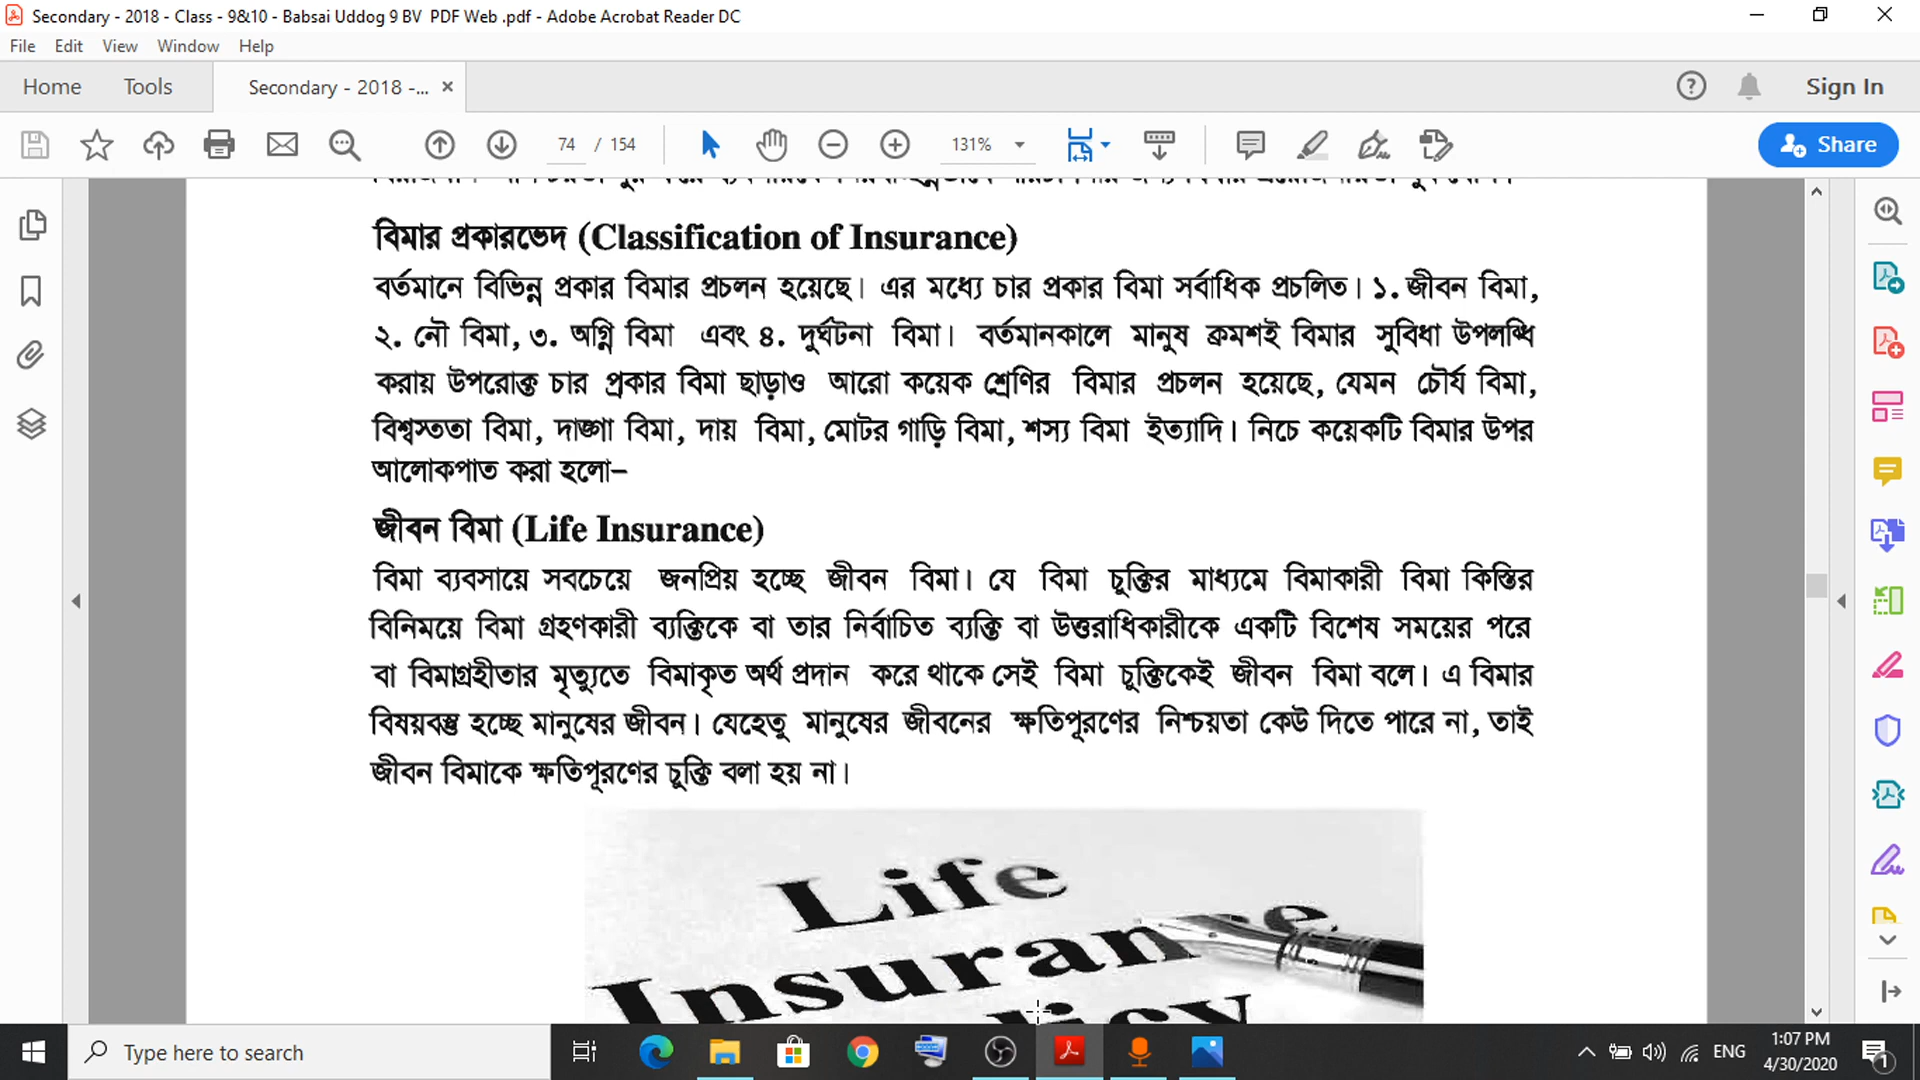 Secondary - 2018 - Class - 9&10 - Babsai Uddog 9 BV  PDF Web .pdf - Adobe Acrobat Reader DC
File Edit View Window Help
Home Tools Secondary - 2018 -... Sign In
74 / 154 131% Share
বিমার প্রকারভেদ (Classification of Insurance)
বর্তমানে বিভিন্ন প্রকার বিমার প্রচলন হয়েছে। এর মধ্যে চার প্রকার বিমা সর্বাধিক প্রচলিত। ১. জীবন বিমা,
২. নৌ বিমা, ৩. অগ্নি বিমা এবং ৪. দুর্ঘটনা বিমা। বর্তমানকালে মানুষ ক্রমশই বিমার সুবিধা উপলব্ধি
করায় উপরোক্ত চার প্রকার বিমা ছাড়াও আরো কয়েক শ্রেণির বিমার প্রচলন হয়েছে, যেমন চৌর্য বিমা,
বিশ্বস্ততা বিমা, দাঙ্গা বিমা, দায় বিমা, মোটর গাড়ি বিমা, শস্য বিমা ইত্যাদি। নিচে কয়েকটি বিমার উপর
আলোকপাত করা হলো–
জীবন বিমা (Life Insurance)
বিমা ব্যবসায়ে সবচেয়ে জনপ্রিয় হচ্ছে জীবন বিমা। যে বিমা চুক্তির মাধ্যমে বিমাকারী বিমা কিস্তির
বিনিময়ে বিমা গ্রহণকারী ব্যক্তিকে বা তার নির্বাচিত ব্যক্তি বা উত্তরাধিকারীকে একটি বিশেষ সময়ের পরে
বা বিমাগ্রহীতার মৃত্যুতে বিমাকৃত অর্থ প্রদান করে থাকে সেই বিমা চুক্তিকেই জীবন বিমা বলে। এ বিমার
বিষয়বস্তু হচ্ছে মানুষের জীবন। যেহেতু মানুষের জীবনের ক্ষতিপূরণের নিশ্চয়তা কেউ দিতে পারে না, তাই
জীবন বিমাকে ক্ষতিপূরণের চুক্তি বলা হয় না।
Life
Insurance
Type here to search
ENG 1:07 PM
4/30/2020
1